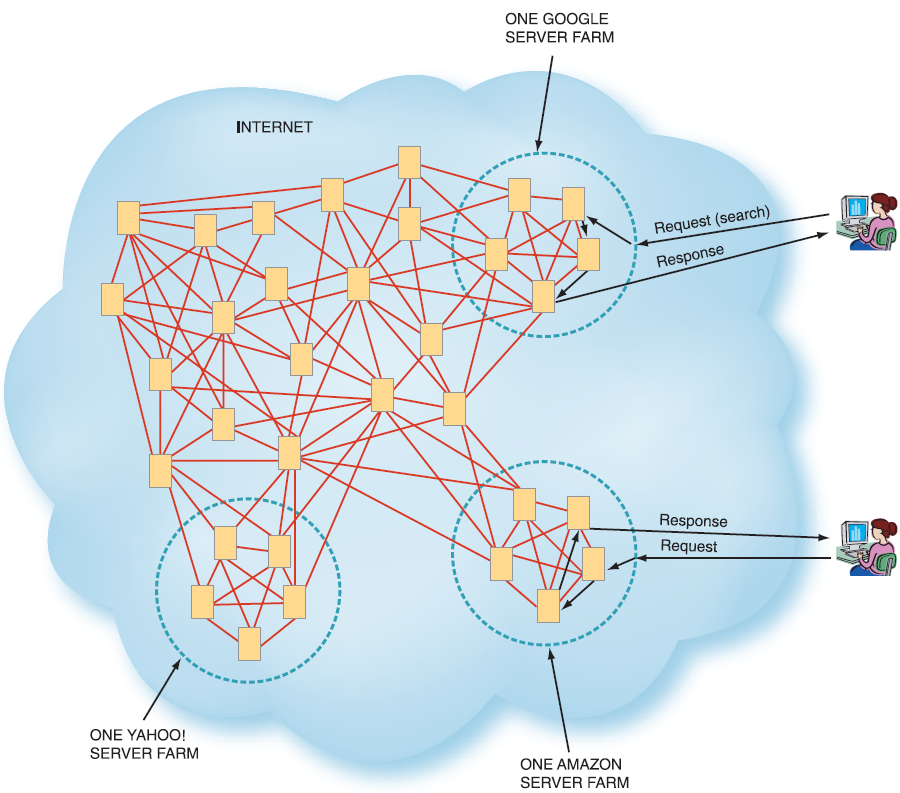 ONE GOOGLE
SERVER FARM
INTERNET
Request (search)
Response
Response
Request
ONE YAHOO!
SERVER FARM
ONE AMAZON
SERVER FARM